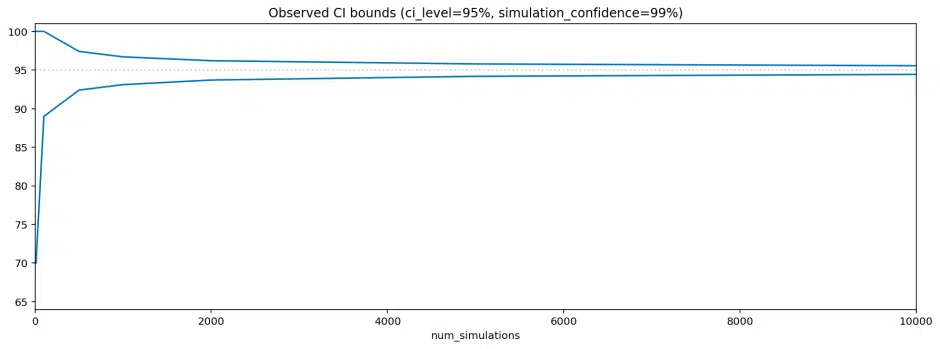 Observed CI bounds (ci_level=95%, simulation_confidence=99%)
100
95
90
85
80
75
70
65
0 2000 4000 6000 8000 10000
num_simulations